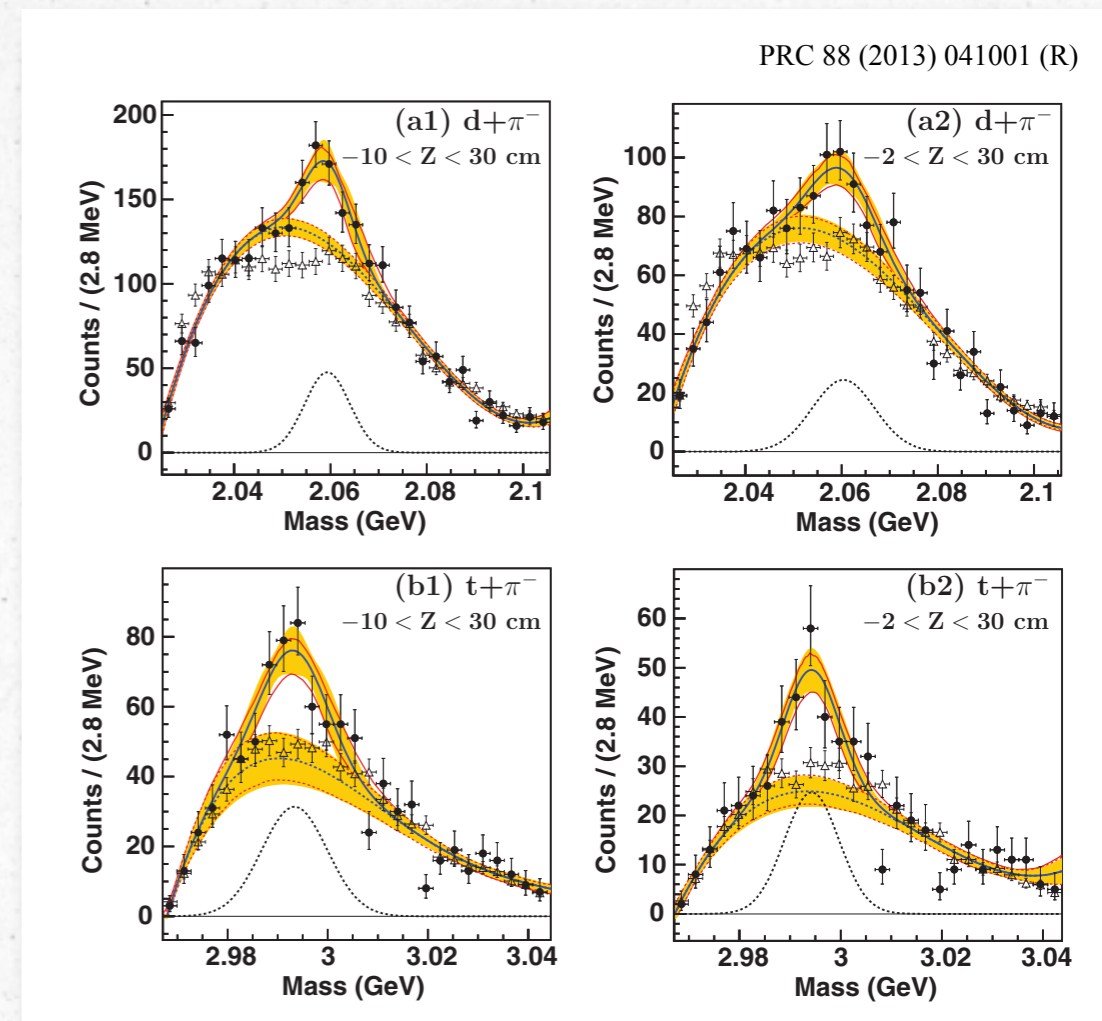 PRC 88 (2013) 041001 (R)
(a1) d+π⁻
−10 < Z < 30 cm
Counts / (2.8 MeV)
200
150
100
50
0
2.04 2.06 2.08 2.1
Mass (GeV)
(a2) d+π⁻
−2 < Z < 30 cm
Counts / (2.8 MeV)
100
80
60
40
20
0
2.04 2.06 2.08 2.1
Mass (GeV)
(b1) t+π⁻
−10 < Z < 30 cm
Counts / (2.8 MeV)
80
60
40
20
0
2.98 3 3.02 3.04
Mass (GeV)
(b2) t+π⁻
−2 < Z < 30 cm
Counts / (2.8 MeV)
60
50
40
30
20
10
0
2.98 3 3.02 3.04
Mass (GeV)